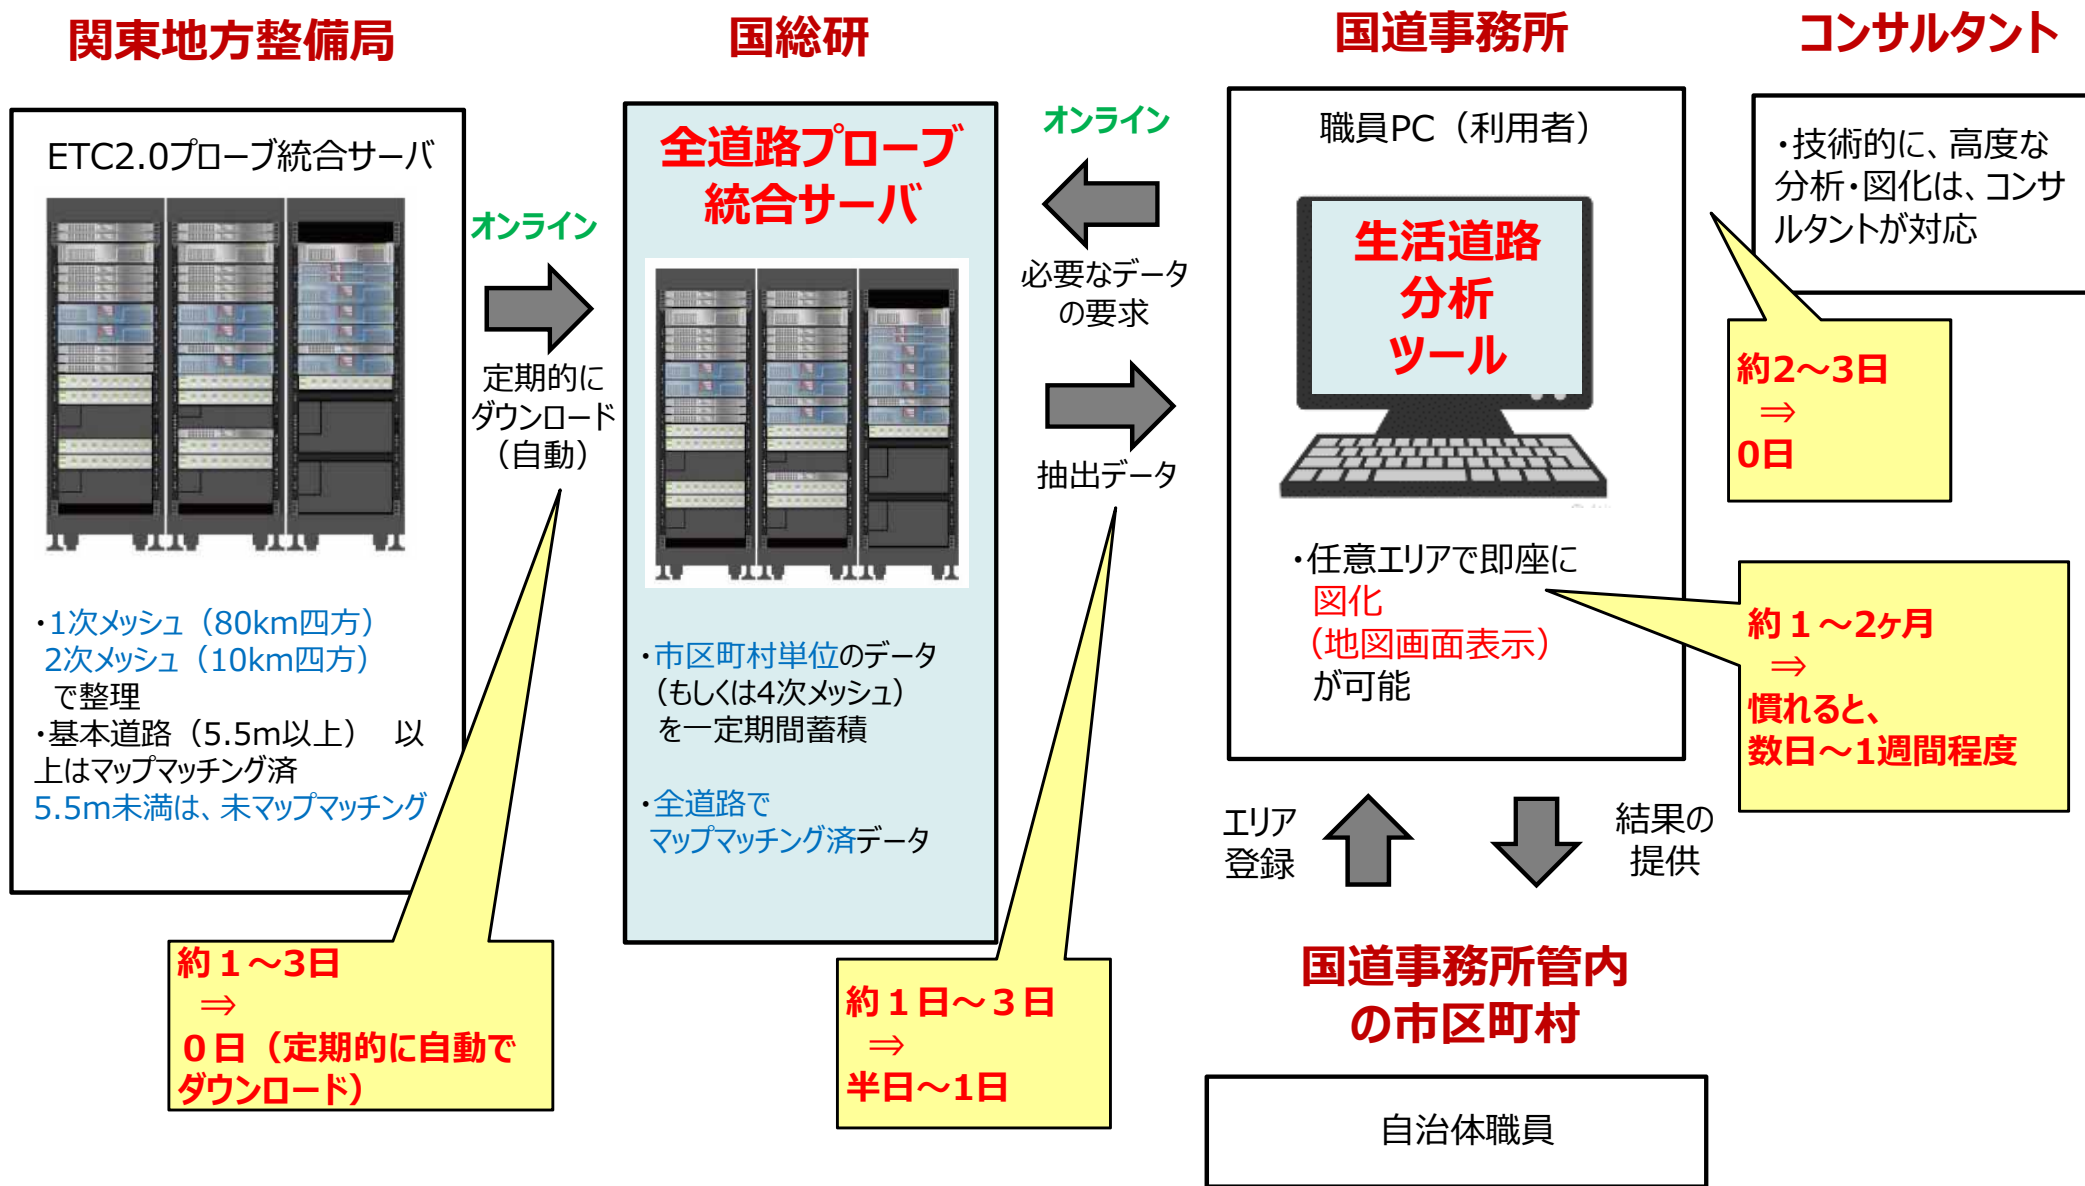 関東地方整備局
ETC2.0プローブ統合サーバ
・1次メッシュ（80km四方）
2次メッシュ（10km四方）
で整理
・基本道路（5.5m以上）　以
上はマップマッチング済
5.5m未満は、未マップマッチング
オンライン
定期的に
ダウンロード
（自動）
約１～3日
⇒
０日（定期的に自動で
ダウンロード）
国総研
全道路プローブ
統合サーバ
・市区町村単位のデータ
（もしくは4次メッシュ）
を一定期間蓄積
・全道路で
マップマッチング済データ
オンライン
必要なデータ
の要求
抽出データ
約１日～３日
⇒
半日～1日
国道事務所
職員PC（利用者）
生活道路
分析
ツール
・任意エリアで即座に
図化
（地図画面表示）
が可能
コンサルタント
・技術的に、高度な
分析・図化は、コンサ
ルタントが対応
約2～3日
⇒
0日
約１～2ヶ月
⇒
慣れると、
数日～1週間程度
エリア
登録
結果の
提供
国道事務所管内
の市区町村
自治体職員